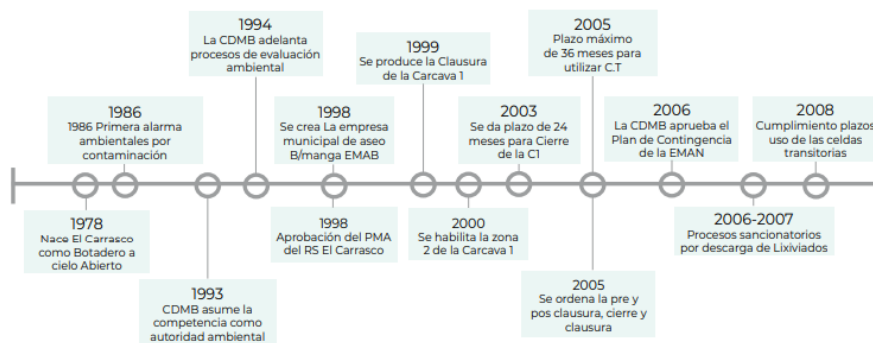 1978
Nace El Carrasco
como Botadero a
cielo Abierto
1986
1986 Primera alarma
ambientales por
contaminación
1993
CDMB asume la
competencia como
autoridad ambiental
1994
La CDMB adelanta
procesos de evaluación
ambiental
1998
Se crea La empresa
municipal de aseo
B/manga EMAB
1998
Aprobación del PMA
del RS El Carrasco
1999
Se produce la Clausura
de la Carcava 1
2000
Se habilita la zona
2 de la Carcava 1
2003
Se da plazo de 24
meses para Cierre
de la C1
2005
Plazo máximo
de 36 meses para
utilizar C.T
2005
Se ordena la pre y
pos clausura, cierre y
clausura
2006
La CDMB aprueba el
Plan de Contingencia
de la EMAN
2006-2007
Procesos sancionatorios
por descarga de Lixiviados
2008
Cumplimiento plazos
uso de las celdas
transitorias